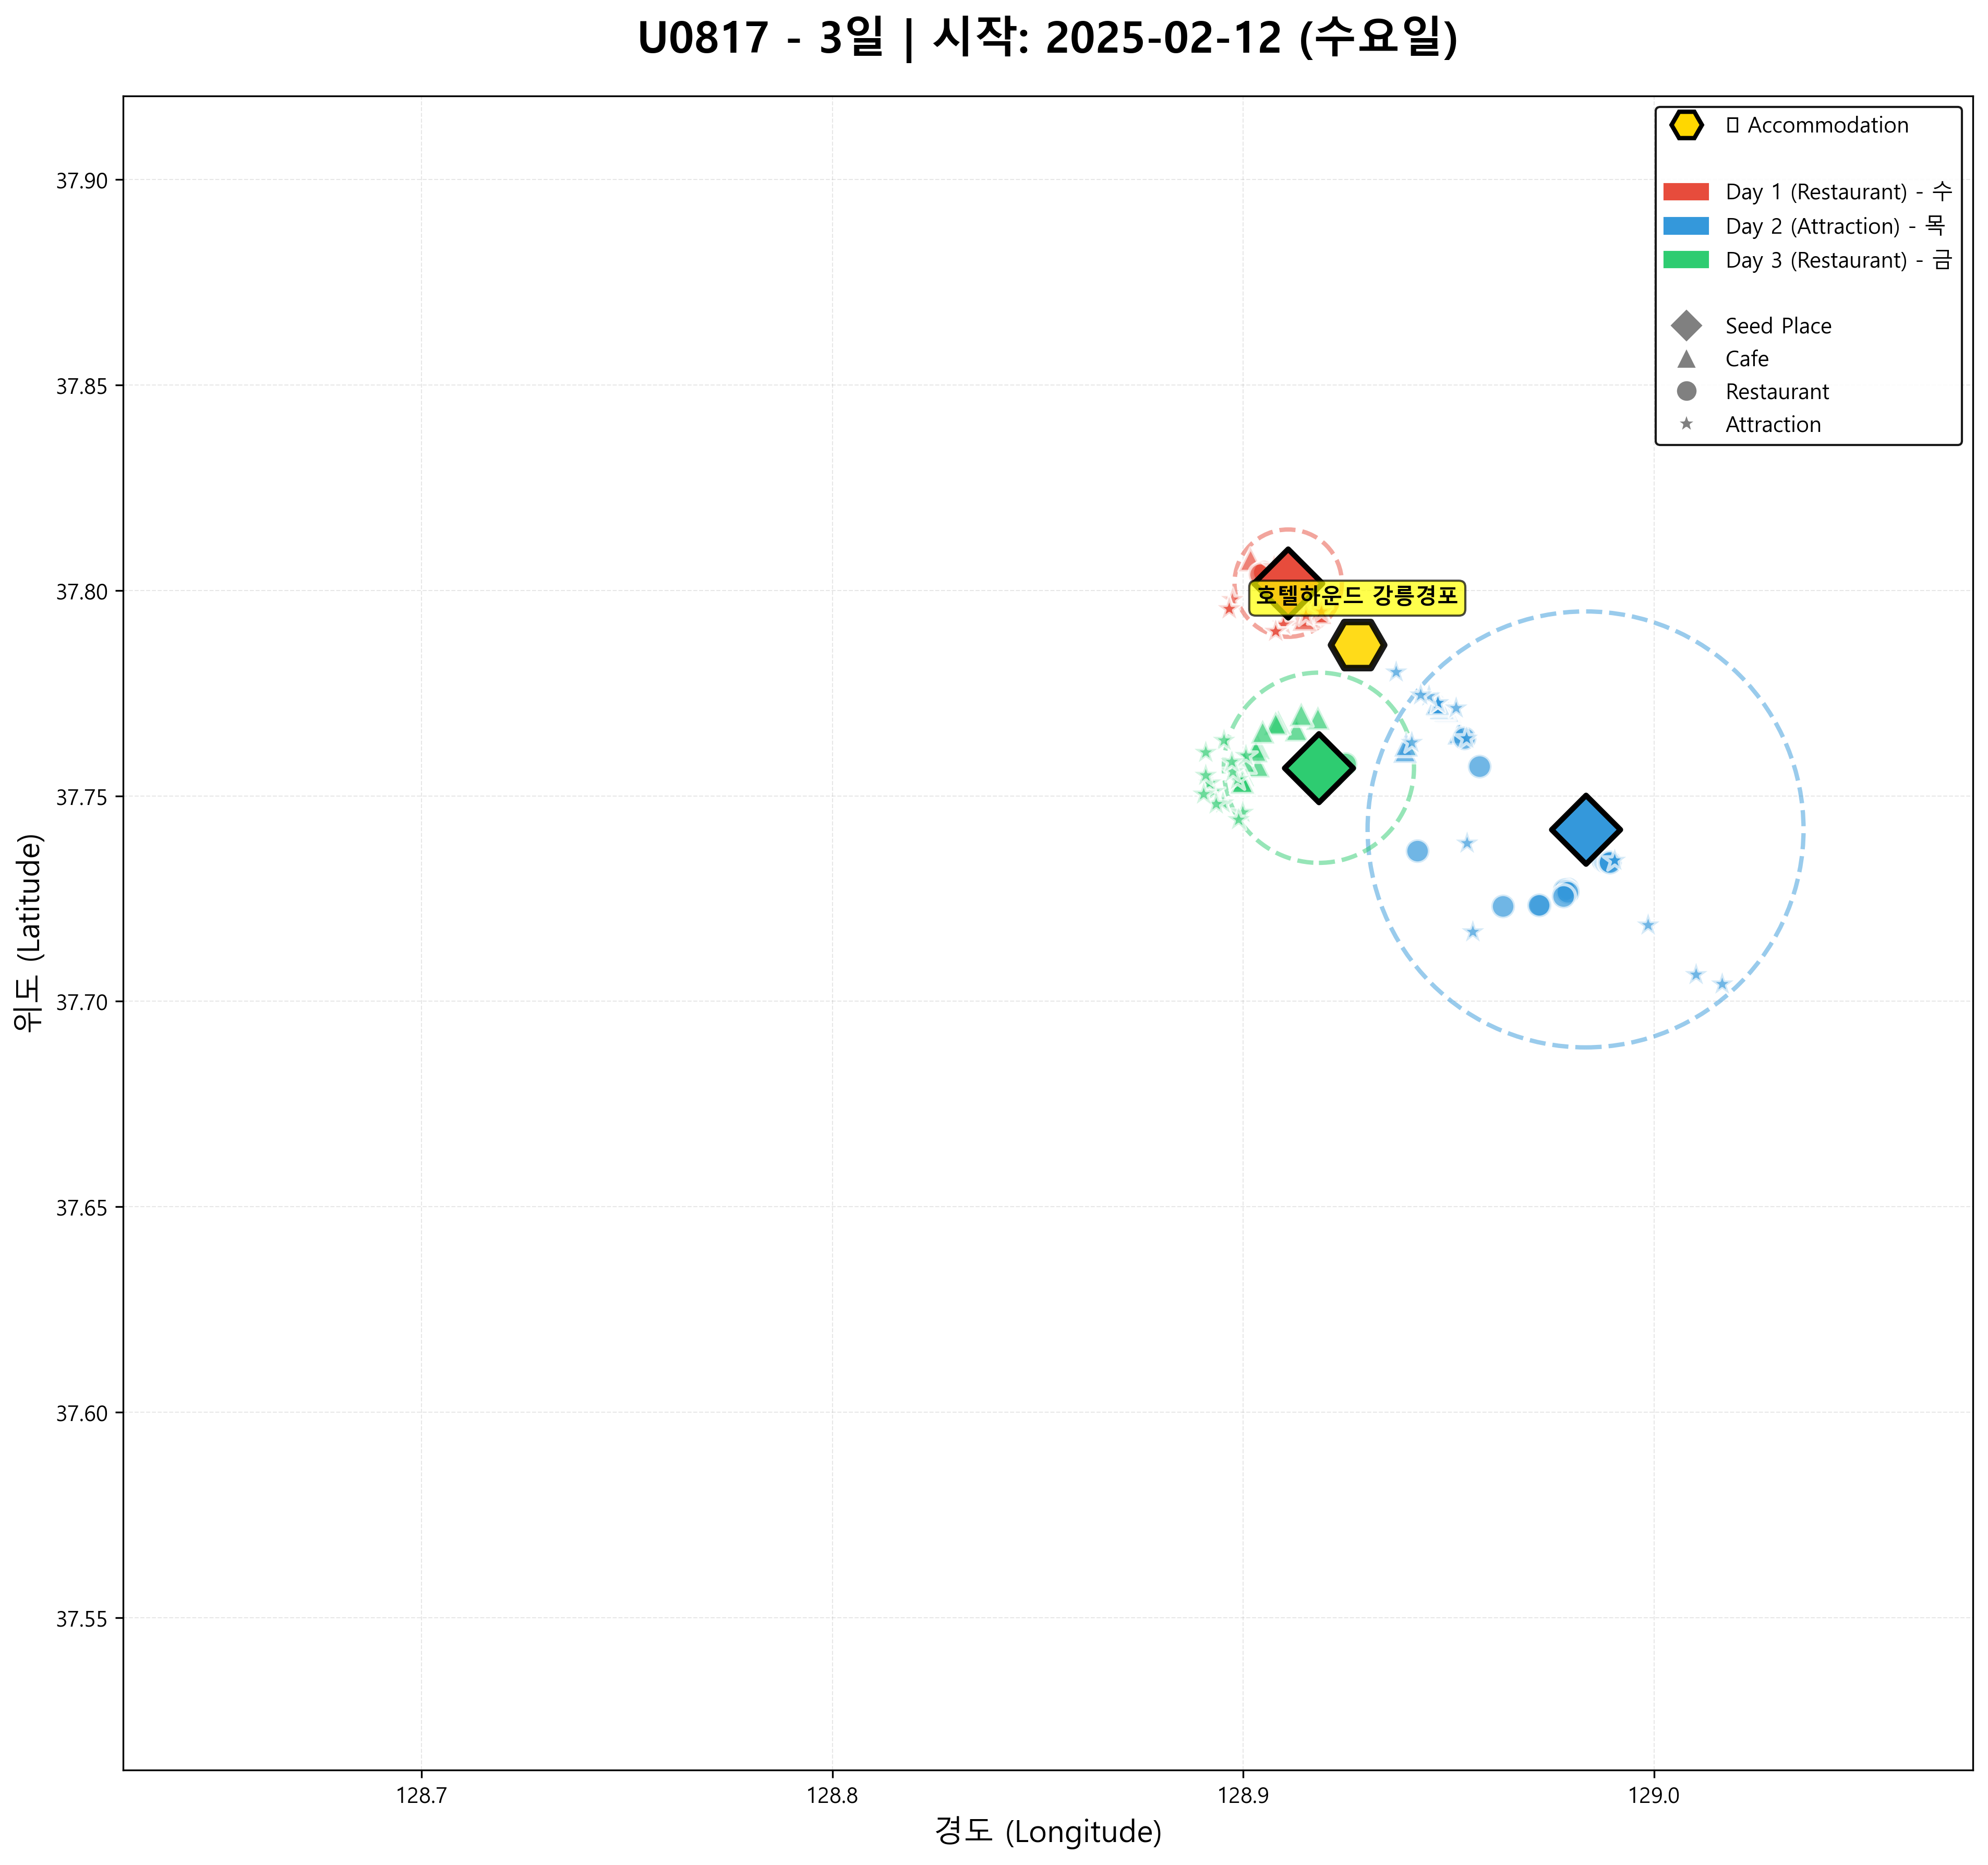 U0817 - 3일 | 시작: 2025-02-12 (수요일)
Accommodation
Day 1 (Restaurant) - 수
Day 2 (Attraction) - 목
Day 3 (Restaurant) - 금
Seed Place
Cafe
Restaurant
Attraction
호텔하운드 강릉경포
37.90
37.85
37.80
37.75
37.70
37.65
37.60
37.55
위도 (Latitude)
128.7
128.8
128.9
129.0
경도 (Longitude)